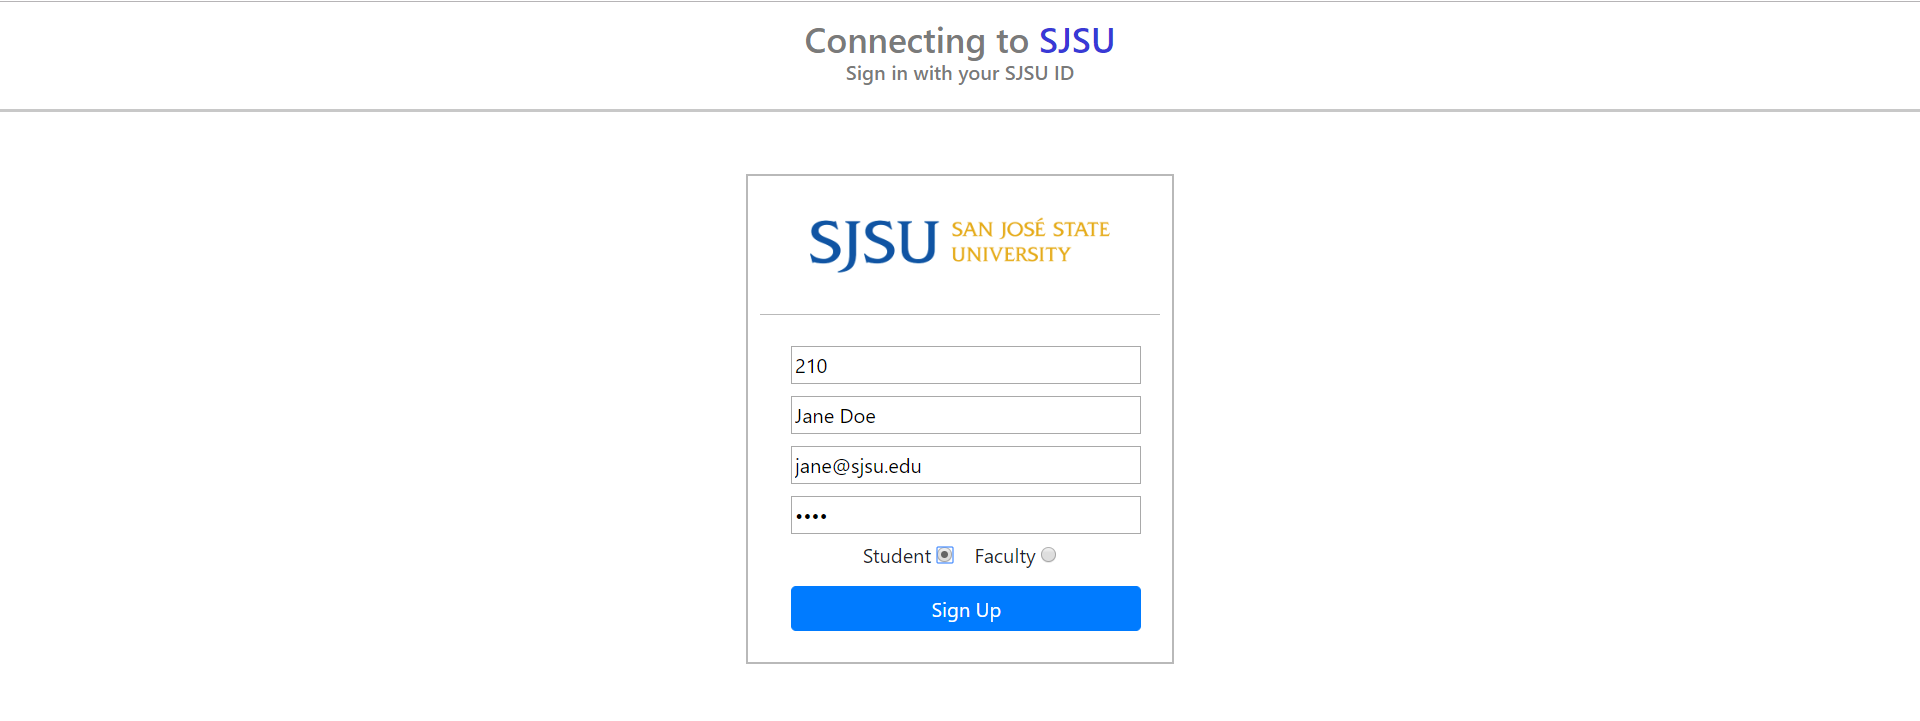 Connecting to SJSU
Sign in with your SJSU ID
SJSU SAN JOSÉ STATE
UNIVERSITY
210
Jane Doe
jane@sjsu.edu
••••
Student Faculty
Sign Up